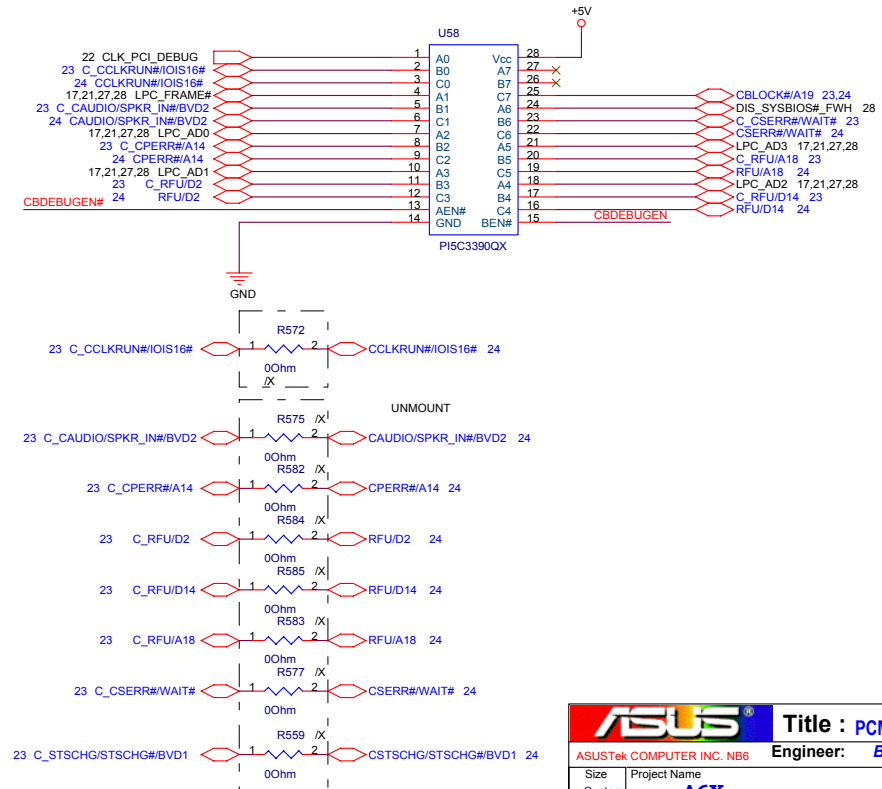 +5V
U58
22 CLK_PCI_DEBUG 1 A0 Vcc 28
23 C_CCLKRUN#/IOIS16# 2 B0 A7 27
24 CCLKRUN#/IOIS16# 3 C0 B7 26
17,21,27,28 LPC_FRAME# 4 A1 C7 25 CBLOCK#/A19 23,24
23 C_CAUDIO/SPKR_IN#/BVD2 5 B1 A6 24 DIS_SYSBIOS#_FWH 28
24 CAUDIO/SPKR_IN#/BVD2 6 C1 B6 23 C_CSERR#/WAIT# 23
17,21,27,28 LPC_AD0 7 A2 C6 22 CSERR#/WAIT# 24
23 C_CPERR#/A14 8 B2 A5 21 LPC_AD3 17,21,27,28
24 CPERR#/A14 9 C2 B5 20 C_RFU/A18 23
17,21,27,28 LPC_AD1 10 A3 C5 19 RFU/A18 24
23 C_RFU/D2 11 B3 A4 18 LPC_AD2 17,21,27,28
24 RFU/D2 12 C3 B4 17 C_RFU/D14 23
CBDEBUGEN# 13 AEN# C4 16 RFU/D14 24
14 GND BEN# 15 CBDEBUGEN
PI5C3390QX
GND
R572
23 C_CCLKRUN#/IOIS16# 1 2 CCLKRUN#/IOIS16# 24
0Ohm
/X
UNMOUNT
R575 /X
23 C_CAUDIO/SPKR_IN#/BVD2 1 2 CAUDIO/SPKR_IN#/BVD2 24
0Ohm
R582 /X
23 C_CPERR#/A14 1 2 CPERR#/A14 24
0Ohm
R584 /X
23 C_RFU/D2 1 2 RFU/D2 24
0Ohm
R585 /X
23 C_RFU/D14 1 2 RFU/D14 24
0Ohm
R583 /X
23 C_RFU/A18 1 2 RFU/A18 24
0Ohm
R577 /X
23 C_CSERR#/WAIT# 1 2 CSERR#/WAIT# 24
0Ohm
R559 /X
23 C_STSCHG/STSCHG#/BVD1 1 2 CSTSCHG/STSCHG#/BVD1 24
0Ohm
ASUS ® Title :
ASUSTek COMPUTER INC. NB6 Engineer:
Size Project Name